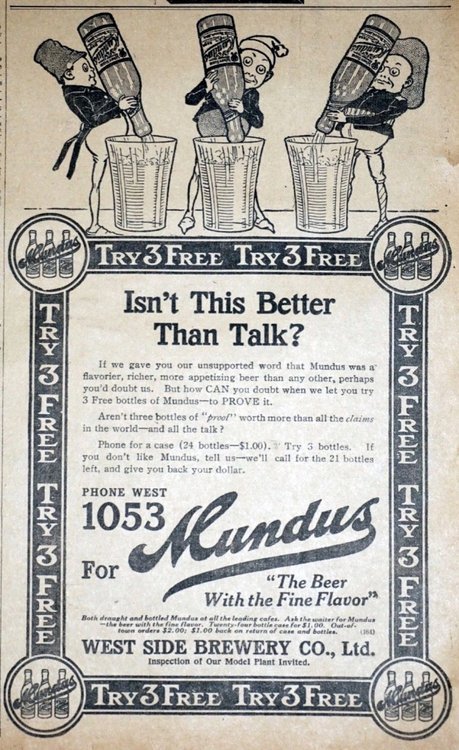 Mundus
Mundus
Mundus
Mundus
TRY 3 FREE TRY 3 FREE
Mundus
TRY 3 FREE
TRY 3 FREE
Isn't This Better
Than Talk?
If we gave you our unsupported word that Mundus was a
flavorier, richer, more appetizing beer than any other, perhaps
you'd doubt us. But how CAN you doubt when we let you try
3 Free bottles of Mundus—to PROVE it.
Aren't three bottles of "proof" worth more than all the claims
in the world—and all the talk?
Phone for a case (24 bottles—$1.00). Try 3 bottles. If
you don't like Mundus, tell us—we'll call for the 21 bottles
left, and give you back your dollar.
PHONE WEST
1053
For
Mundus
"The Beer
With the Fine Flavor"
Both draught and bottled Mundus at all the leading cafes. Ask the waiter for Mundus
—the beer with the fine flavor. Twenty-four bottle case for $1.00. Out-of-
town orders $2.00; $1.00 back on return of case and bottles. (364)
WEST SIDE BREWERY CO., Ltd.
Inspection of Our Model Plant Invited.
TRY 3 FREE
TRY 3 FREE
Mundus
TRY 3 FREE TRY 3 FREE
Mundus